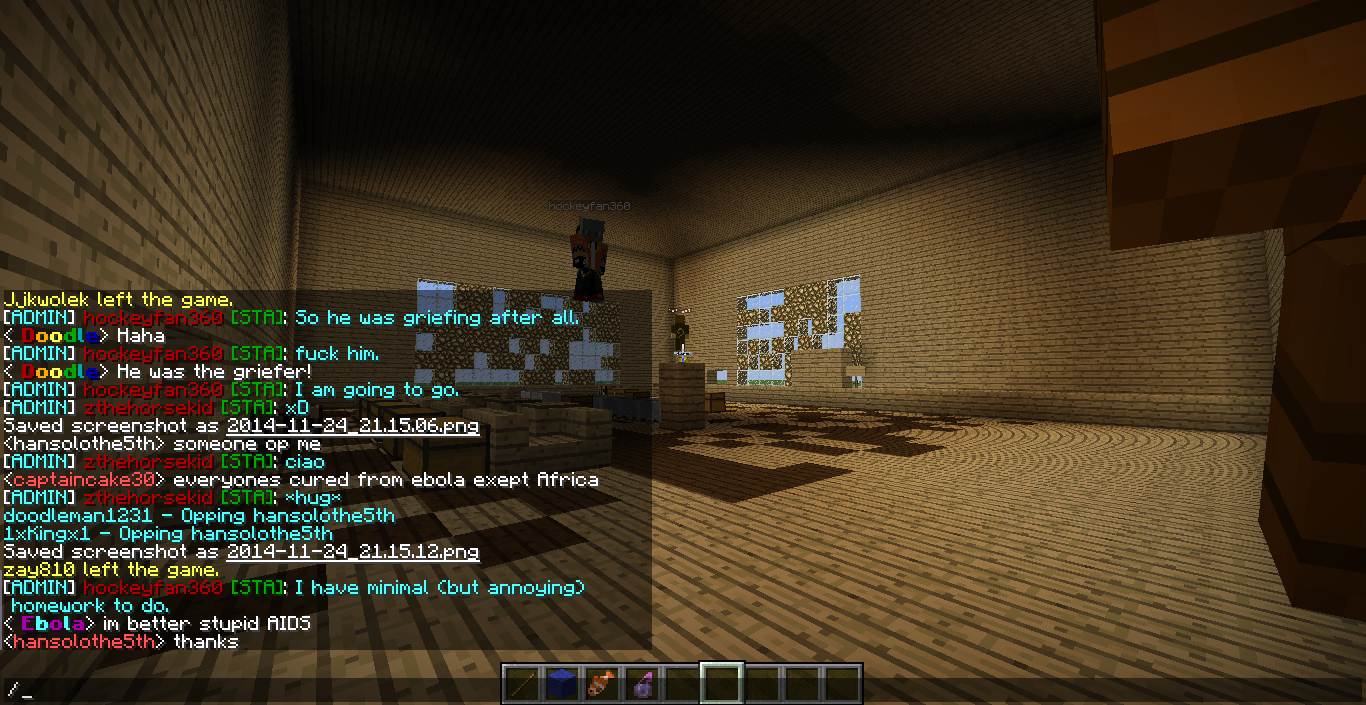 hockeyfan360
Jjkwolek left the game.
[ADMIN] hockeyfan360 [STA]: So he was griefing after all.
< Doodle> Haha
[ADMIN] hockeyfan360 [STA]: fuck him.
< Doodle> He was the griefer!
[ADMIN] hockeyfan360 [STA]: I am going to go.
[ADMIN] zthehorsekid [STA]: xD
Saved screenshot as 2014-11-24_21.15.06.png
<hansolothe5th> someone op me
[ADMIN] zthehorsekid [STA]: ciao
<captaincake30> everyones cured from ebola exept Africa
[ADMIN] zthehorsekid [STA]: *hug*
doodleman1231 - Opping hansolothe5th
1xKingx1 - Opping hansolothe5th
Saved screenshot as 2014-11-24_21.15.12.png
zay810 left the game.
[ADMIN] hockeyfan360 [STA]: I have minimal (but annoying)
homework to do.
< Ebola> im better stupid AIDS
<hansolothe5th> thanks
/_